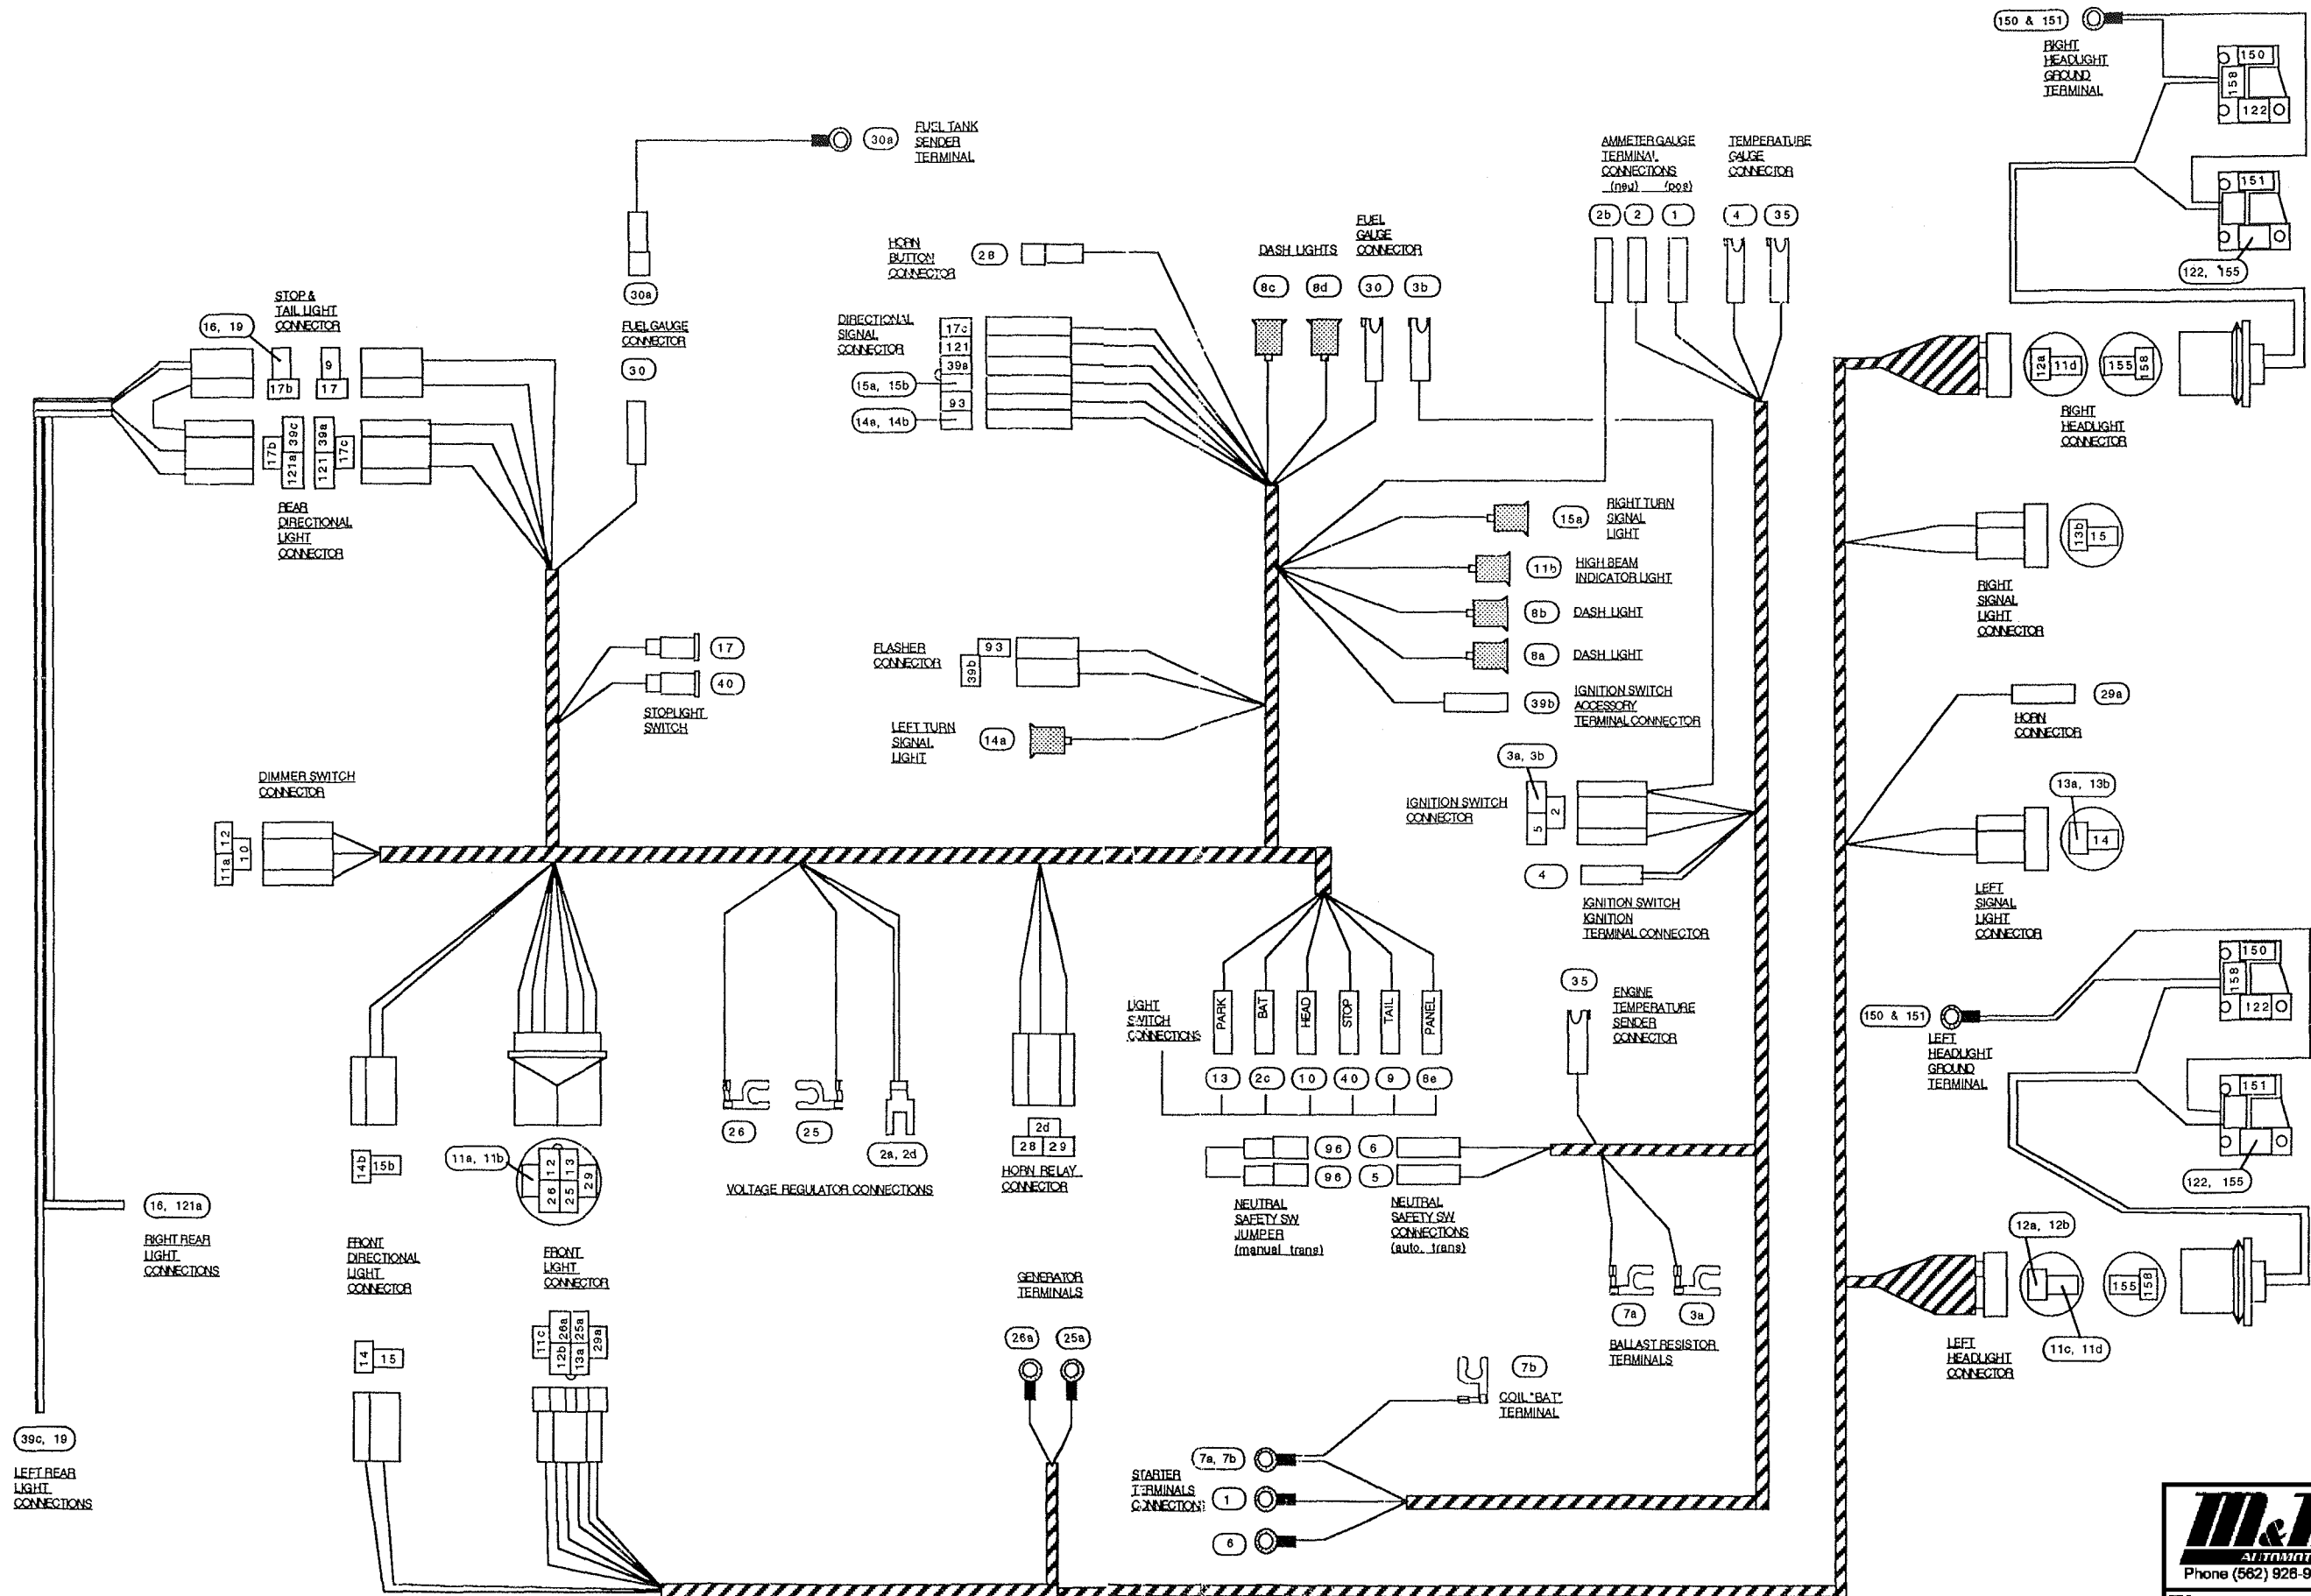 150 & 151
RIGHT
HEADLIGHT
GROUND
TERMINAL
150
158
122
151
122, 155
30a
FUEL TANK
SENDER
TERMINAL
AMMETER GAUGE
TERMINAL
CONNECTIONS
(neu) (pos)
TEMPERATURE
GAUGE
CONNECTOR
2b
2
1
4
35
HORN
BUTTON
CONNECTOR
28
DASH LIGHTS
FUEL
GAUGE
CONNECTOR
8c
8d
30
3b
30a
FUEL GAUGE
CONNECTOR
30
STOP &
TAIL LIGHT
CONNECTOR
16, 19
17b
9
17
17b
39c
121a
39a
121
17c
REAR
DIRECTIONAL
LIGHT
CONNECTOR
DIRECTIONAL
SIGNAL
CONNECTOR
17c
121
39a
15a, 15b
93
14a, 14b
12a
11d
155
158
RIGHT
HEADLIGHT
CONNECTOR
15a
RIGHT TURN
SIGNAL
LIGHT
11b
HIGH BEAM
INDICATOR LIGHT
8b
DASH LIGHT
8a
DASH LIGHT
39b
IGNITION SWITCH
ACCESSORY
TERMINAL CONNECTOR
13b
15
RIGHT
SIGNAL
LIGHT
CONNECTOR
17
40
STOPLIGHT
SWITCH
FLASHER
CONNECTOR
93
39b
LEFT TURN
SIGNAL
LIGHT
14a
29a
HORN
CONNECTOR
DIMMER SWITCH
CONNECTOR
12
11a
10
3a, 3b
IGNITION SWITCH
CONNECTOR
5
2
4
IGNITION SWITCH
IGNITION
TERMINAL CONNECTOR
13a, 13b
14
LEFT
SIGNAL
LIGHT
CONNECTOR
150
158
122
150 & 151
LEFT
HEADLIGHT
GROUND
TERMINAL
151
122, 155
LIGHT
SWITCH
CONNECTIONS
PARK
BAT
HEAD
STOP
TAIL
PANEL
13
2c
10
40
9
8e
35
ENGINE
TEMPERATURE
SENDER
CONNECTOR
26
25
2a, 2d
VOLTAGE REGULATOR CONNECTIONS
2d
28
29
HORN RELAY
CONNECTOR
96
6
96
5
NEUTRAL
SAFETY SW
JUMPER
(manual trans)
NEUTRAL
SAFETY SW
CONNECTIONS
(auto. trans)
14b
15b
11a, 11b
12
13
26
25
29
16, 121a
RIGHT REAR
LIGHT
CONNECTIONS
FRONT
DIRECTIONAL
LIGHT
CONNECTOR
FRONT
LIGHT
CONNECTOR
GENERATOR
TERMINALS
26a
25a
7a
3a
BALLAST RESISTOR
TERMINALS
12a, 12b
155
158
11c, 11d
LEFT
HEADLIGHT
CONNECTOR
14
15
11c
26a
25a
12b
13a
29a
7b
COIL "BAT"
TERMINAL
39c, 19
LEFT REAR
LIGHT
CONNECTIONS
STARTER
TERMINALS
7a, 7b
1
6
M&
Phone (562) 928-9